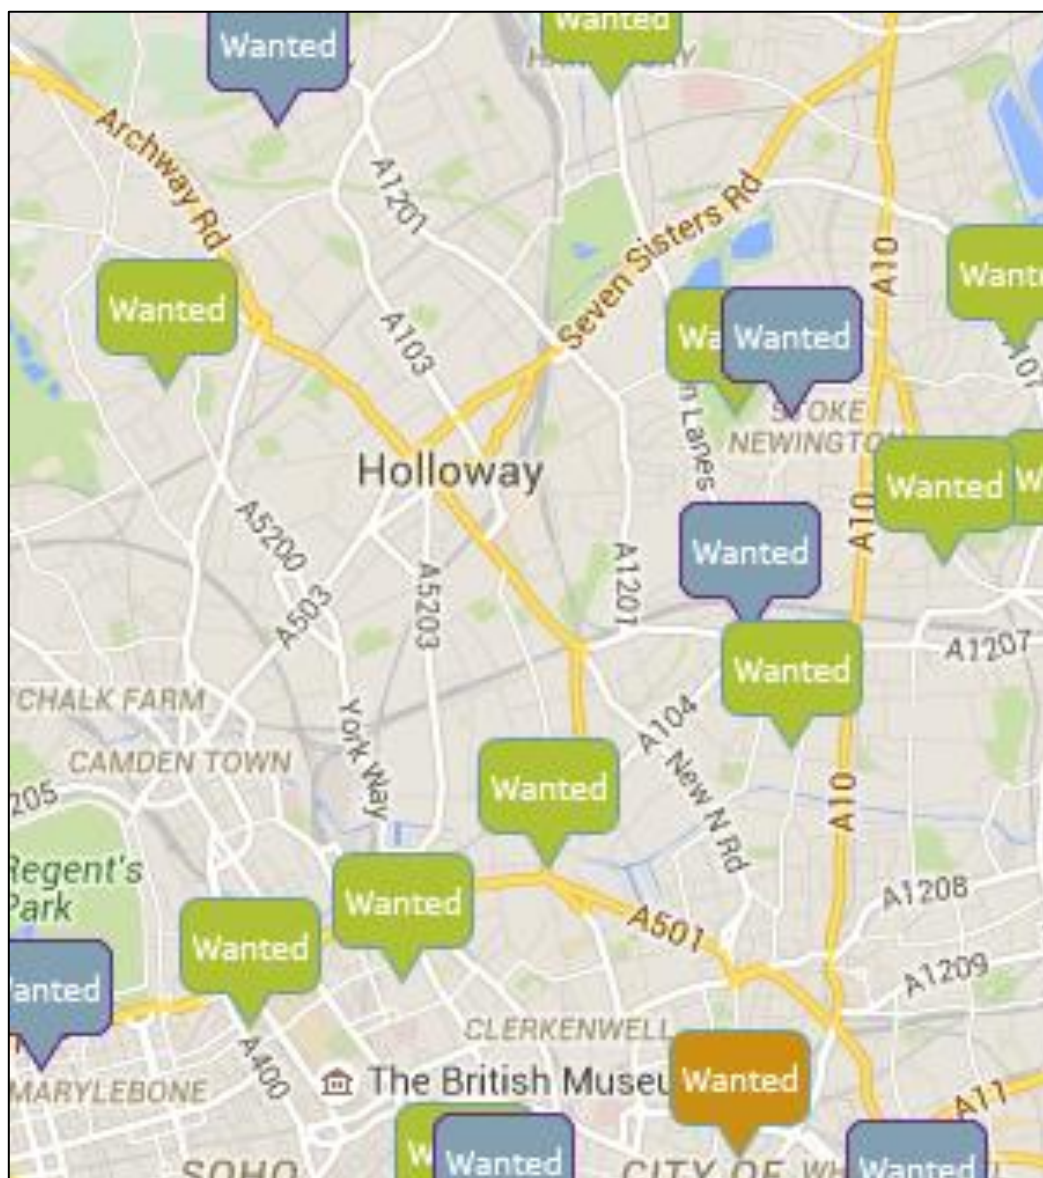 Wanted
Wanted
Archway Rd
A1201
Seven Sisters Rd
A10
Wanted
Wanted
A103
Wanted
STOKE
NEWINGTON
Lanes
Holloway
Wanted
A10
A5200
A503
A5203
A1201
Wanted
A1207
Wanted
CHALK FARM
CAMDEN TOWN
York Way
A104
New N Rd
A10
Wanted
Regent's
Park
Wanted
Wanted
A501
A1208
A1209
Wanted
CLERKENWELL
MARYLEBONE
A400
The British Museu
Wanted
A11
Wanted
Wanted
SOHO
CITY OF